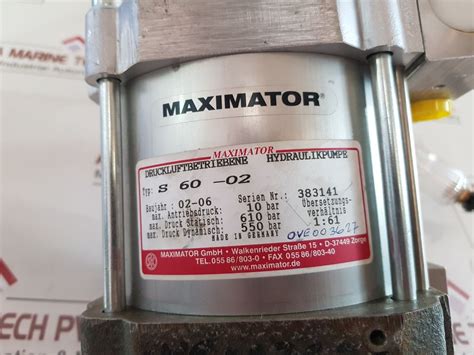 MARINE
MAXIMATOR®
MAXIMATOR
DRUCKLUFTBETRIEBENE HYDRAULIKPUMPE
Typ: S 60 -02
Baujahr: 02-06 Serien Nr.: 383141
max. Antriebsdruck: 10 bar Übersetzungs-
max. Druck Statisch: 610 bar verhältnis
max. Druck Dynamisch: 550 bar 1:61
MADE IN GERMANY OVE003627
MAXIMATOR GmbH · Walkenrieder Straße 15 · D-37449 Zorge
TEL. 055 86/803-0 · FAX 055 86/803-40
www.maximator.de
TECH